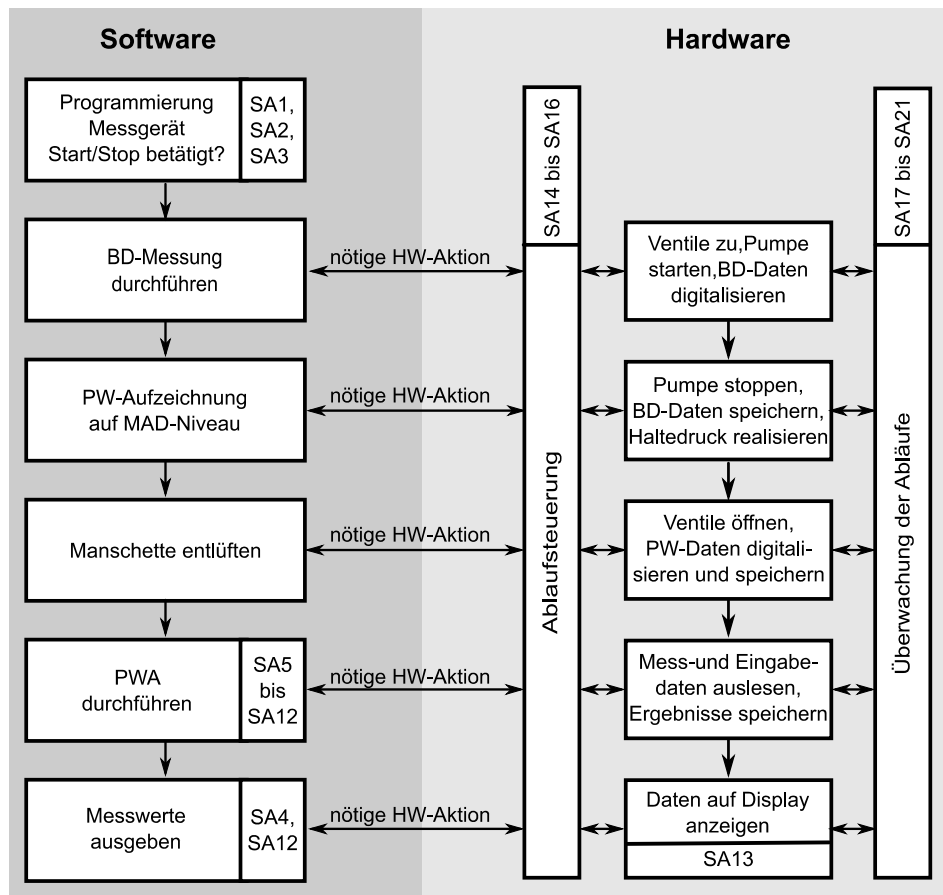 Software
Programmierung
Messgerät
Start/Stop betätigt?
SA1,
SA2,
SA3
BD-Messung
durchführen
PW-Aufzeichnung
auf MAD-Niveau
Manschette entlüften
PWA
durchführen
SA5
bis
SA12
Messwerte
ausgeben
SA4,
SA12
nötige HW-Aktion
nötige HW-Aktion
nötige HW-Aktion
nötige HW-Aktion
nötige HW-Aktion
Hardware
SA14 bis SA16
Ablaufsteuerung
Ventile zu,Pumpe
starten,BD-Daten
digitalisieren
Pumpe stoppen,
BD-Daten speichern,
Haltedruck realisieren
Ventile öffnen,
PW-Daten digitali-
sieren und speichern
Mess-und Eingabe-
daten auslesen,
Ergebnisse speichern
Daten auf Display
anzeigen
SA13
SA17 bis SA21
Überwachung der Abläufe